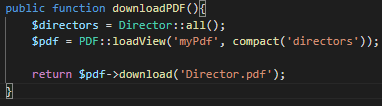 public function downloadPDF(){
    $directors = Director::all();
    $pdf = PDF::loadView('myPdf', compact('directors'));
    return $pdf->download('Director.pdf');
}